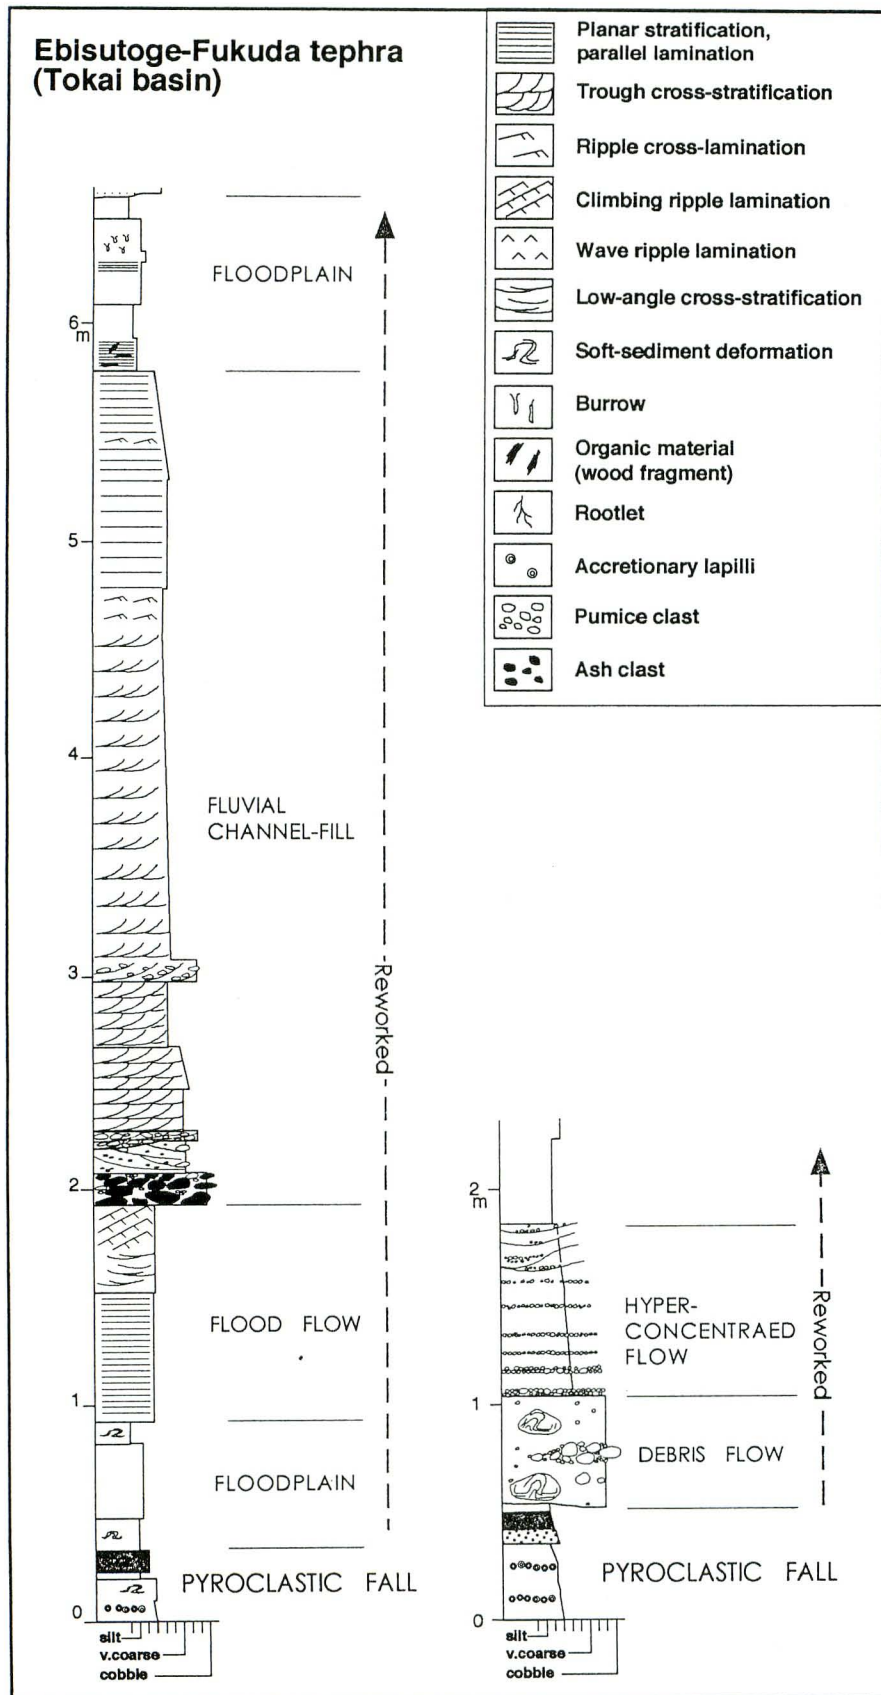 Ebisutoge-Fukuda tephra
(Tokai basin)
Planar stratification,
parallel lamination
Trough cross-stratification
Ripple cross-lamination
Climbing ripple lamination
Wave ripple lamination
Low-angle cross-stratification
Soft-sediment deformation
Burrow
Organic material
(wood fragment)
Rootlet
Accretionary lapilli
Pumice clast
Ash clast
FLOODPLAIN
6
m
5
4
FLUVIAL
CHANNEL-FILL
3
Reworked
2
FLOOD FLOW
1
FLOODPLAIN
PYROCLASTIC FALL
0
silt
v.coarse
cobble
2
m
HYPER-
CONCENTRAED
FLOW
Reworked
1
DEBRIS FLOW
PYROCLASTIC FALL
0
silt
v.coarse
cobble